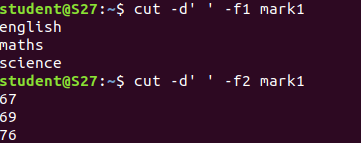 student@S27:~$ cut -d' ' -f1 mark1
english
maths
science
student@S27:~$ cut -d' ' -f2 mark1
67
69
76